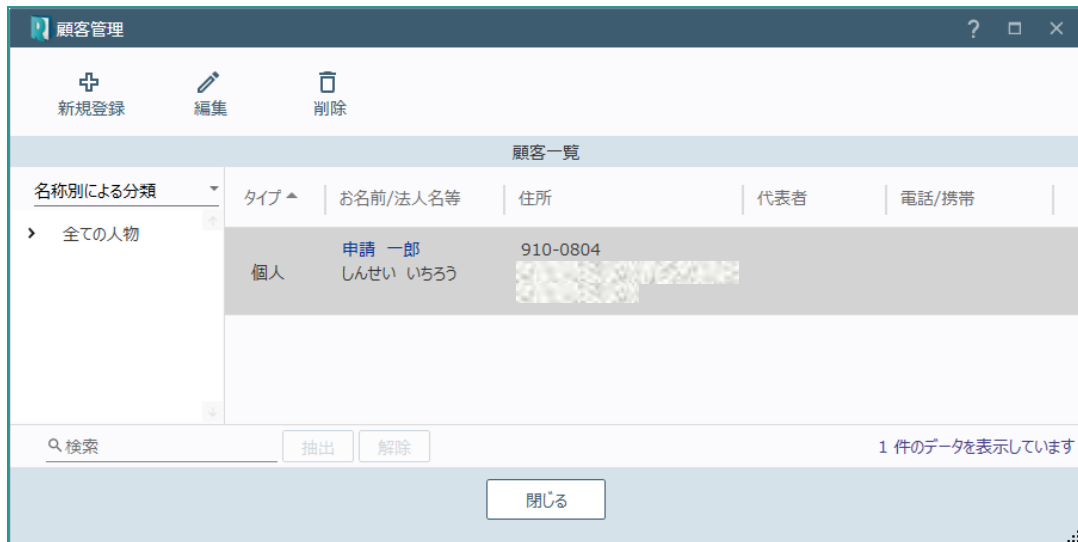 顧客管理
新規登録 編集 削除
顧客一覧
名称別による分類
タイプ お名前/法人名等 住所 代表者 電話/携帯
全ての人物
個人 申請 一郎 910-0804
しんせい いちろう
検索 抽出 解除 1 件のデータを表示しています
閉じる